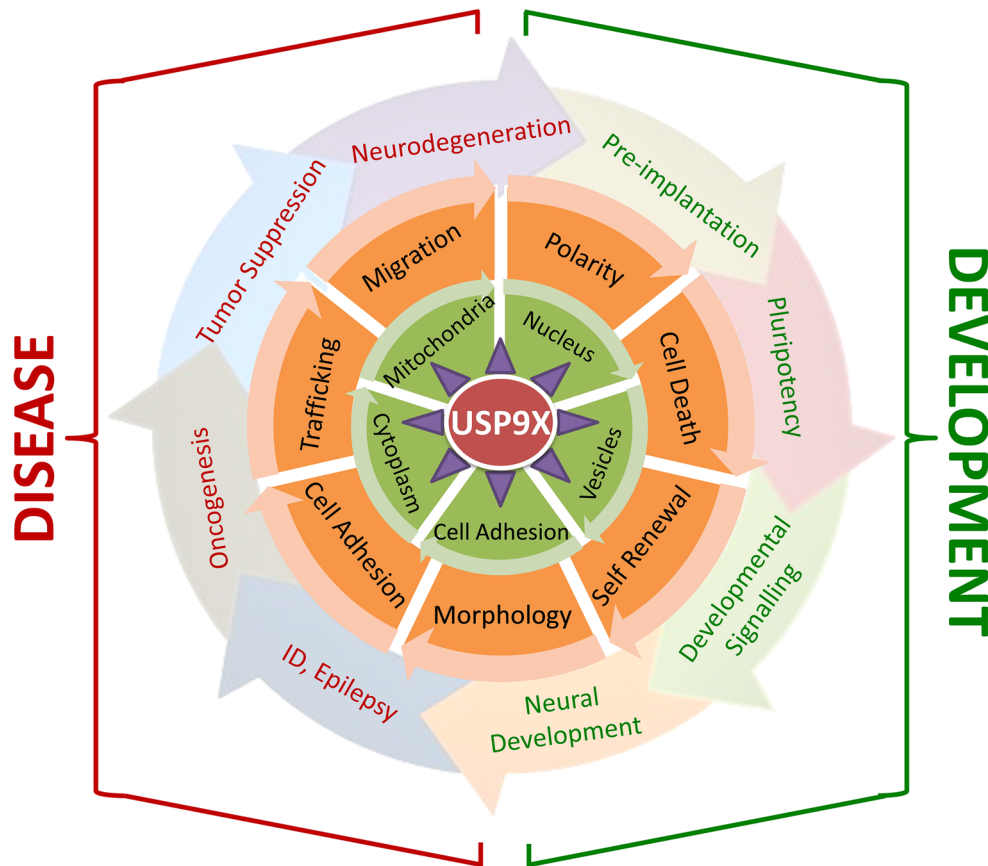 DISEASE
DEVELOPMENT
Neurodegeneration
Pre-implantation
Pluripotency
Developmental
Signalling
Neural
Development
ID, Epilepsy
Oncogenesis
Tumor Suppression
Migration
Polarity
Cell Death
Self Renewal
Morphology
Cell Adhesion
Trafficking
Mitochondria
Nucleus
Vesicles
Cell Adhesion
Cytoplasm
USP9X